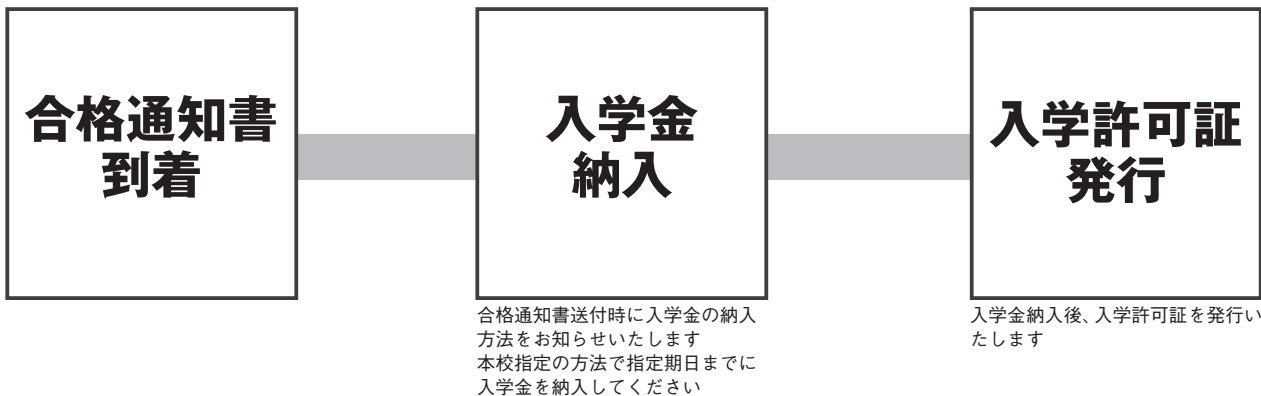 合格通知書
到着
入学金
納入
合格通知書送付時に入学金の納入
方法をお知らせいたします
本校指定の方法で指定期日までに
入学金を納入してください
入学許可証
発行
入学金納入後、入学許可証を発行い
たします